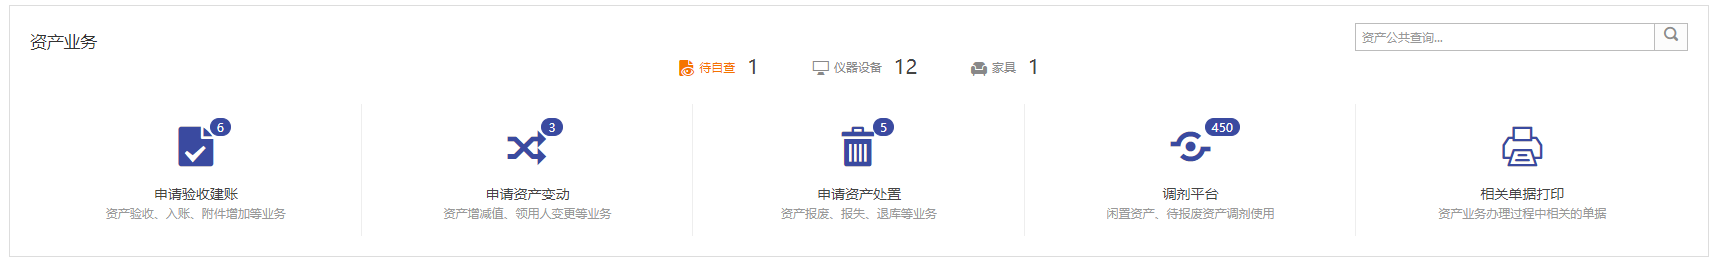 资产业务
资产公共查询...
待自查 1 仪器设备 12 家具 1
6
申请验收建账
资产验收、入账、附件增加等业务
3
申请资产变动
资产增减值、领用人变更等业务
5
申请资产处置
资产报废、报失、退库等业务
450
调剂平台
闲置资产、待报废资产调剂使用
相关单据打印
资产业务办理过程中相关的单据